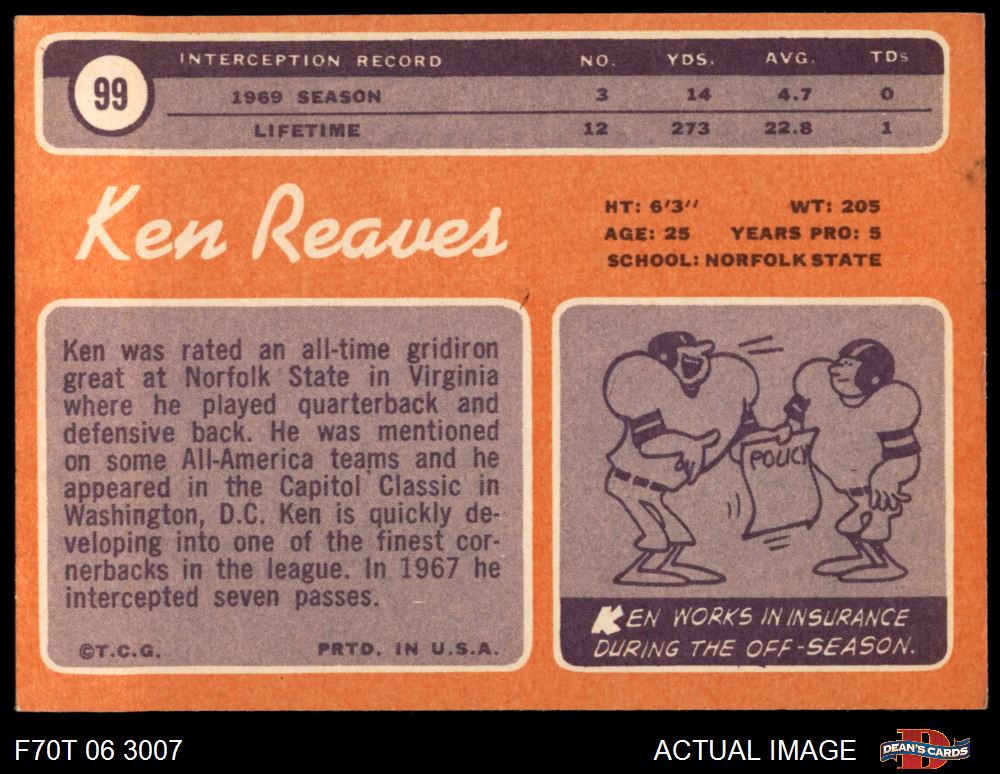 99
INTERCEPTION RECORD NO. YDS. AVG. TDs
1969 SEASON 3 14 4.7 0
LIFETIME 12 273 22.8 1
Ken Reaves
HT: 6'3" WT: 205
AGE: 25 YEARS PRO: 5
SCHOOL: NORFOLK STATE
Ken was rated an all-time gridiron
great at Norfolk State in Virginia
where he played quarterback and
defensive back. He was mentioned
on some All-America teams and he
appeared in the Capitol Classic in
Washington, D.C. Ken is quickly de-
veloping into one of the finest cor-
nerbacks in the league. In 1967 he
intercepted seven passes.
©T.C.G. PRTD. IN U.S.A.
POLICY
KEN WORKS IN INSURANCE
DURING THE OFF-SEASON.
F70T 06 3007 ACTUAL IMAGE
D
DEAN'S CARDS